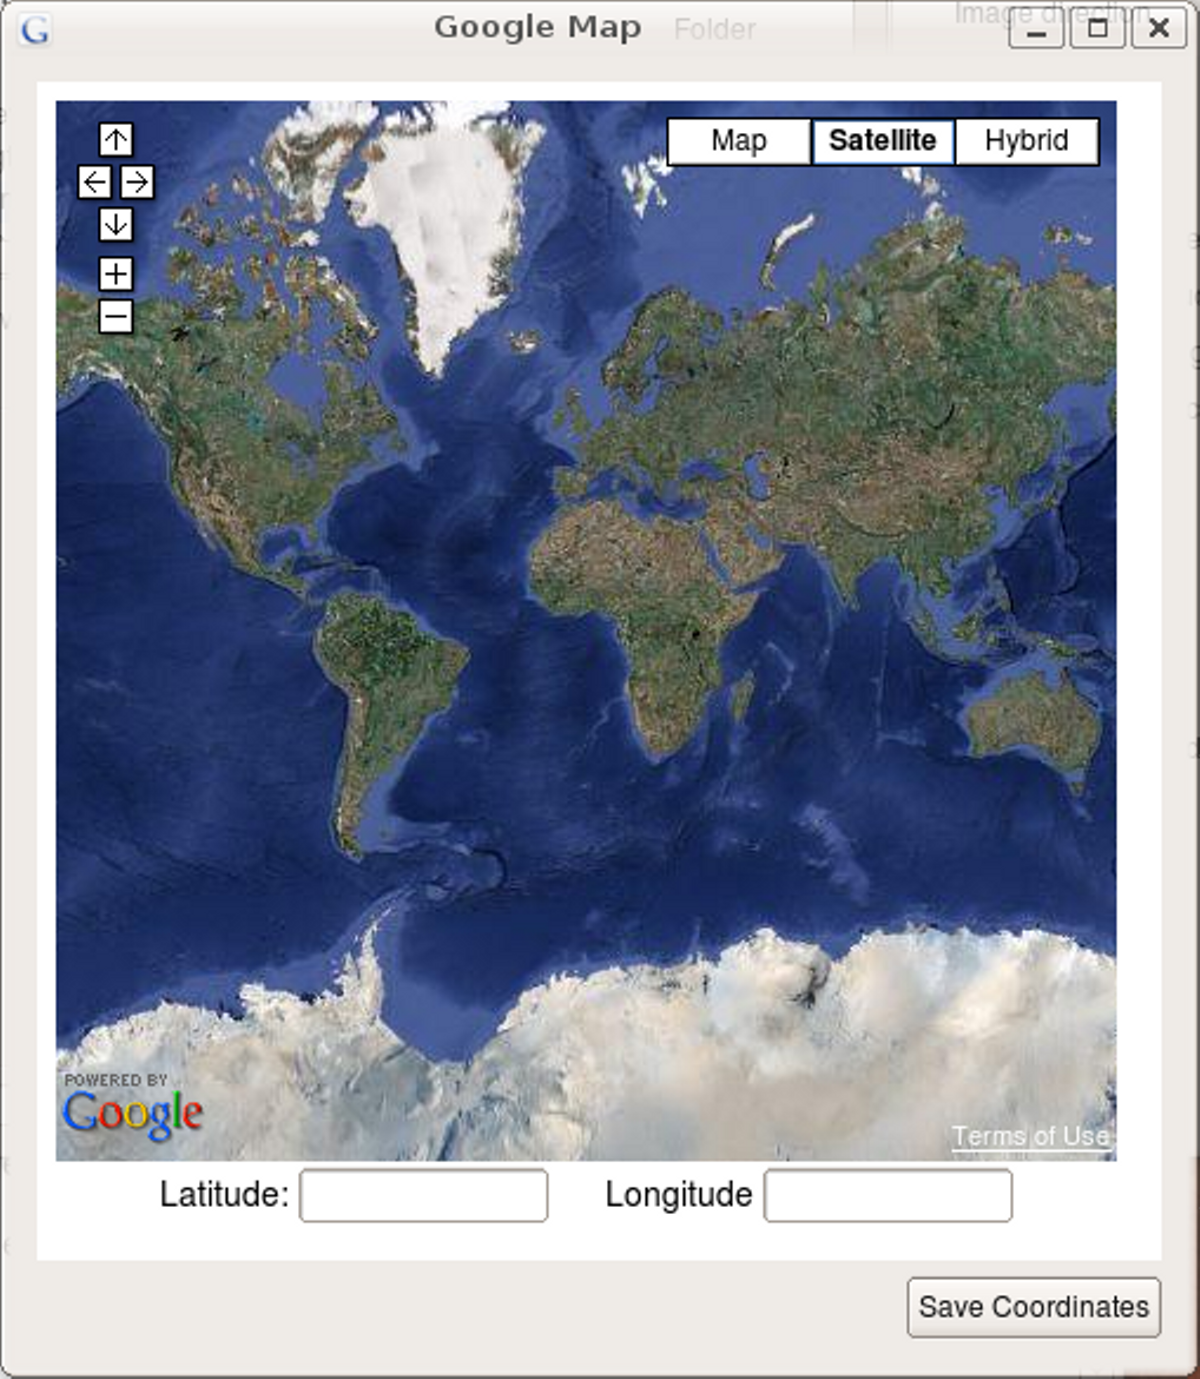 Google Map
Folder
Image direction
Map Satellite Hybrid
POWERED BY
Google
Terms of Use
Latitude: Longitude
Save Coordinates